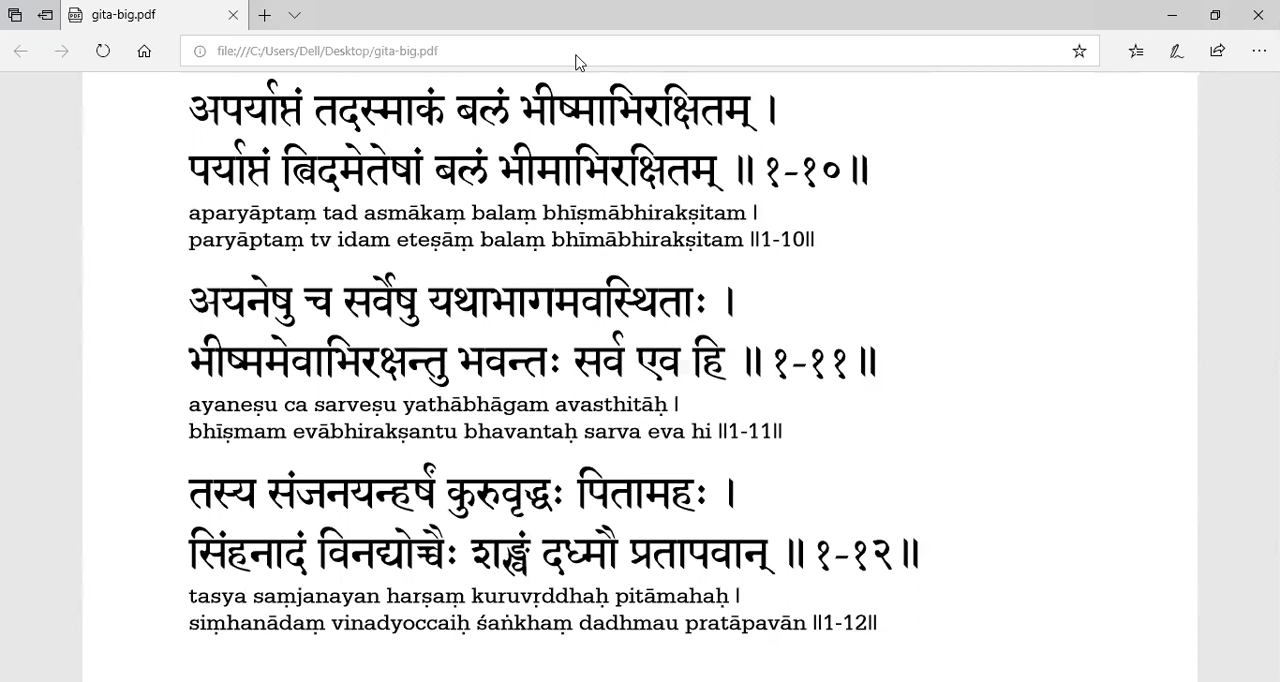 gita-big.pdf
file:///C:/Users/Dell/Desktop/gita-big.pdf
अपर्याप्तं तदस्माकं बलं भीष्माभिरक्षितम् ।
पर्याप्तं त्विदमेतेषां बलं भीमाभिरक्षितम् ॥ १-१० ॥
aparyāptaṃ tad asmākaṃ balaṃ bhīṣmābhirakṣitam |
paryāptaṃ tv idam eteṣāṃ balaṃ bhīmābhirakṣitam ||1-10||
अयनेषु च सर्वेषु यथाभागमवस्थिताः ।
भीष्ममेवाभिरक्षन्तु भवन्तः सर्व एव हि ॥ १-११ ॥
ayaneṣu ca sarveṣu yathābhāgam avasthitāḥ |
bhīṣmam evābhirakṣantu bhavantaḥ sarva eva hi ||1-11||
तस्य संजनयन्हर्षं कुरुवृद्धः पितामहः ।
सिंहनादं विनद्योच्चैः शङ्खं दध्मौ प्रतापवान् ॥ १-१२ ॥
tasya saṃjanayan harṣaṃ kuruvṛddhaḥ pitāmahaḥ |
siṃhanādaṃ vinadyoccaiḥ śaṅkhaṃ dadhmau pratāpavān ||1-12||